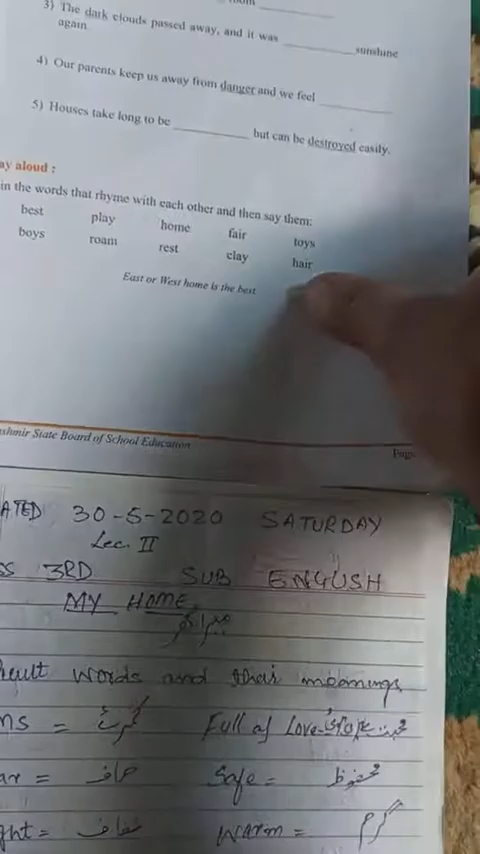 3) The dark clouds passed away, and it was __________ sunshine
again.
4) Our parents keep us away from danger and we feel __________
5) Houses take long to be __________ but can be destroyed easily.
ay aloud :
in the words that rhyme with each other and then say them:
best play home fair toys
boys roam rest clay hair
East or West home is the best
shmir State Board of School Education Page
ATED 30-5-2020 SATURDAY
Lec. II
SS 3RD SUB ENGLISH
MY HOME
میرا گھر
words and their meanings
ns = Full of Love
ar = صاف Safe = محفوظ
ght = شفاف Warm = گرم